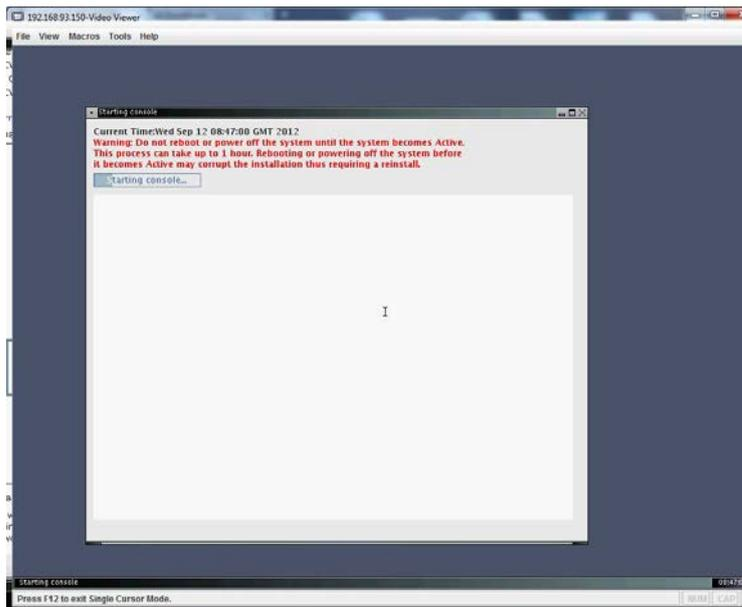 192.168.93.150-Video Viewer
File View Macros Tools Help
Starting console
Current Time:Wed Sep 12 08:47:00 GMT 2012
Warning: Do not reboot or power off the system until the system becomes Active.
This process can take up to 1 hour. Rebooting or powering off the system before
it becomes Active may corrupt the installation thus requiring a reinstall.
Starting console...
Starting console
Press F12 to exit Single Cursor Mode.
NUM CAP